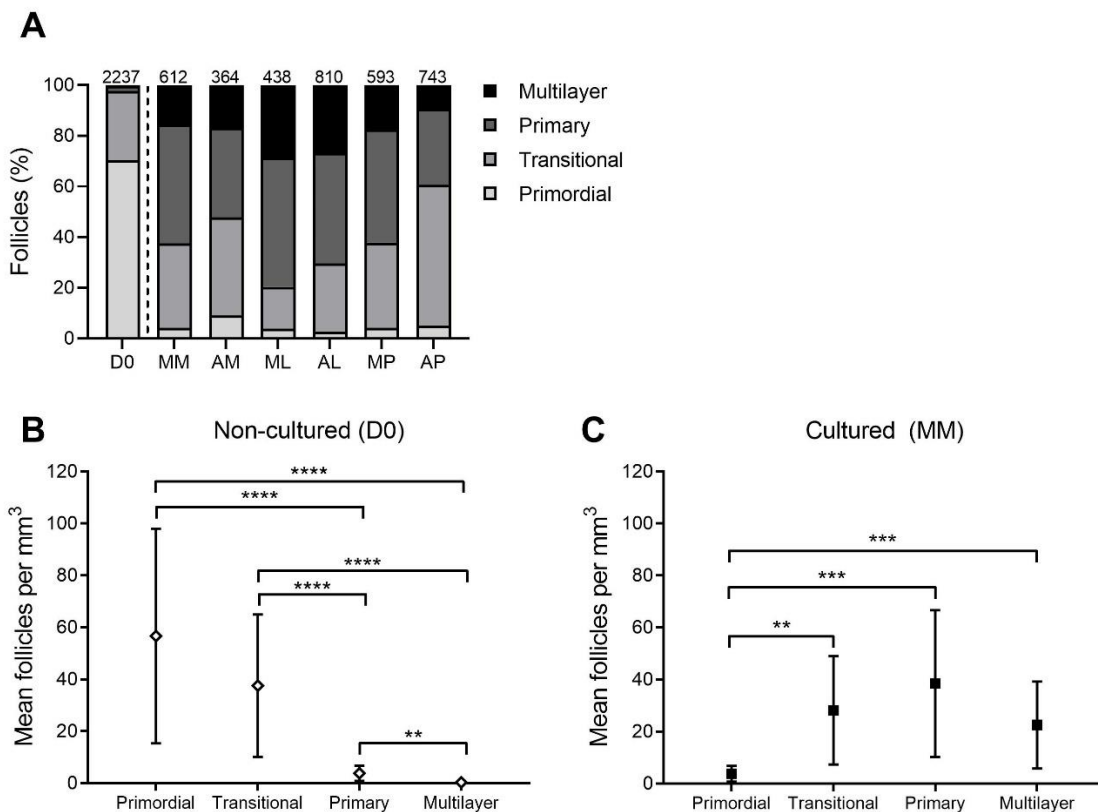 A
2237 612 364 438 810 593 743
100
80
60
40
20
0
Follicles (%)
D0 MM AM ML AL MP AP
Multilayer
Primary
Transitional
Primordial
B Non-cultured (D0)
120
100
80
60
40
20
0
Mean follicles per mm³
****
****
****
****
**
Primordial Transitional Primary Multilayer
C Cultured (MM)
120
100
80
60
40
20
0
Mean follicles per mm³
***
***
**
Primordial Transitional Primary Multilayer